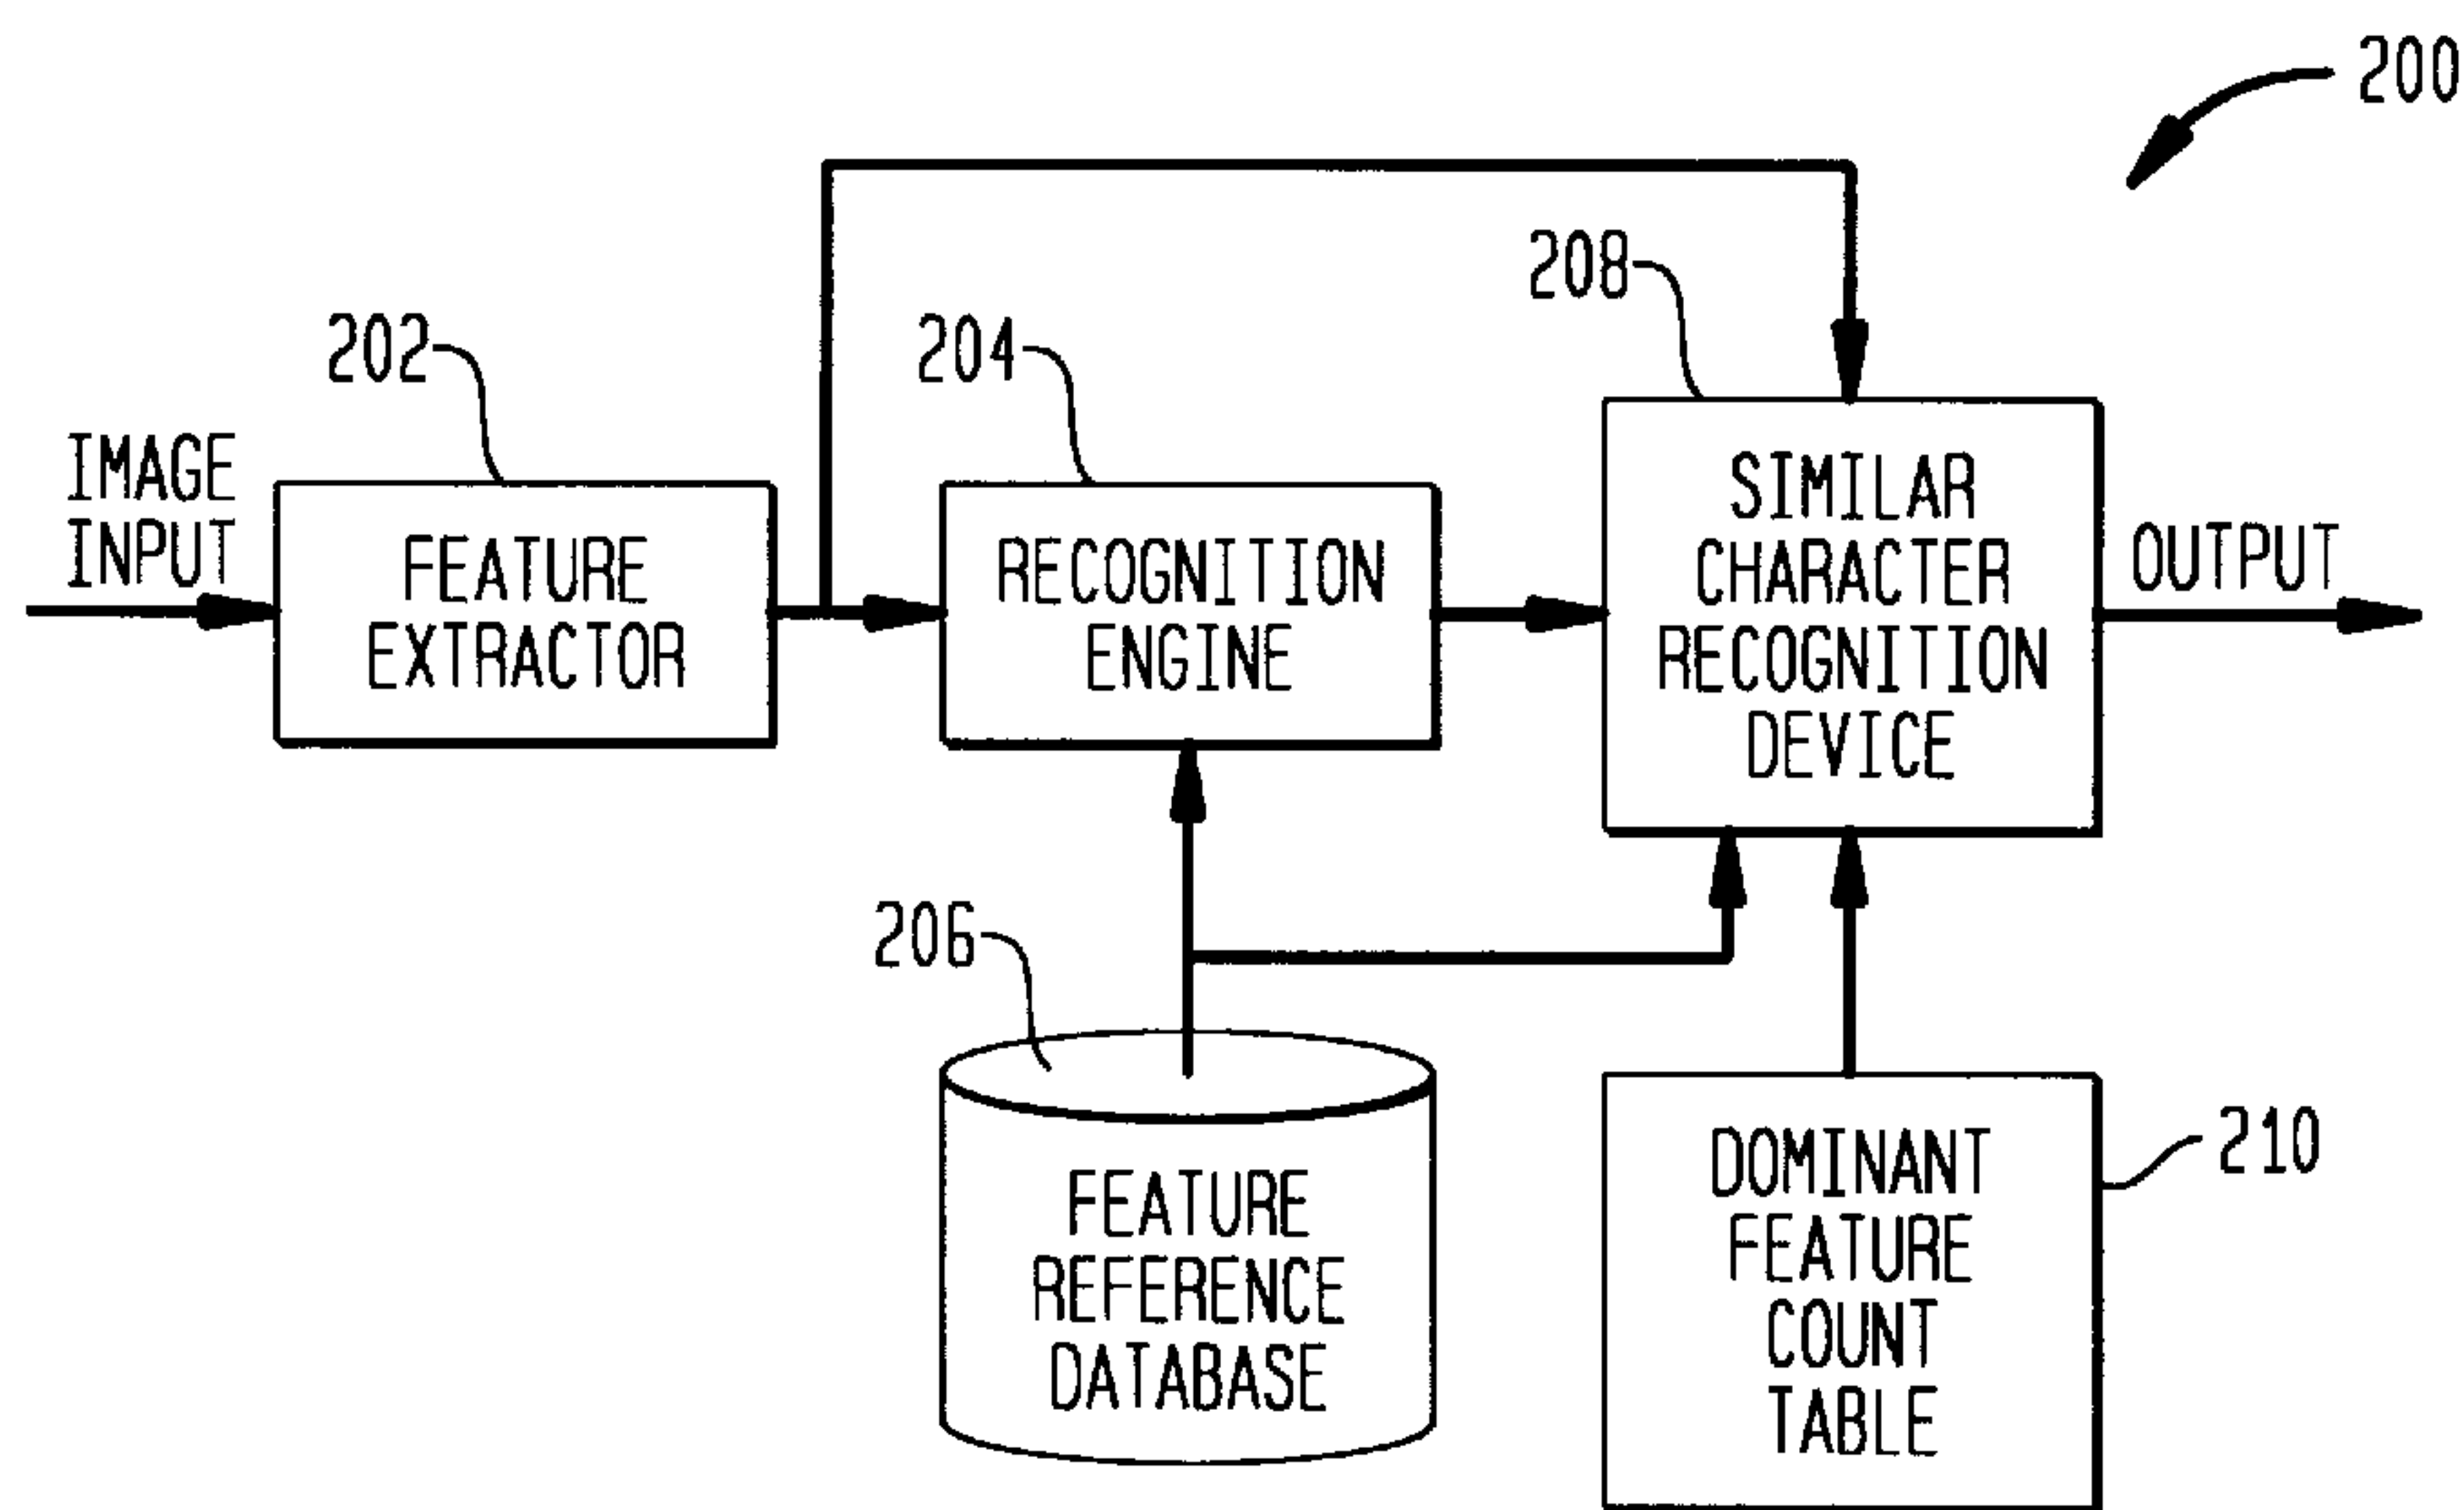 200
208
202
204
IMAGE
INPUT
FEATURE
EXTRACTOR
RECOGNITION
ENGINE
SIMILAR
CHARACTER
RECOGNITION
DEVICE
OUTPUT
206
FEATURE
REFERENCE
DATABASE
DOMINANT
FEATURE
COUNT
TABLE
210